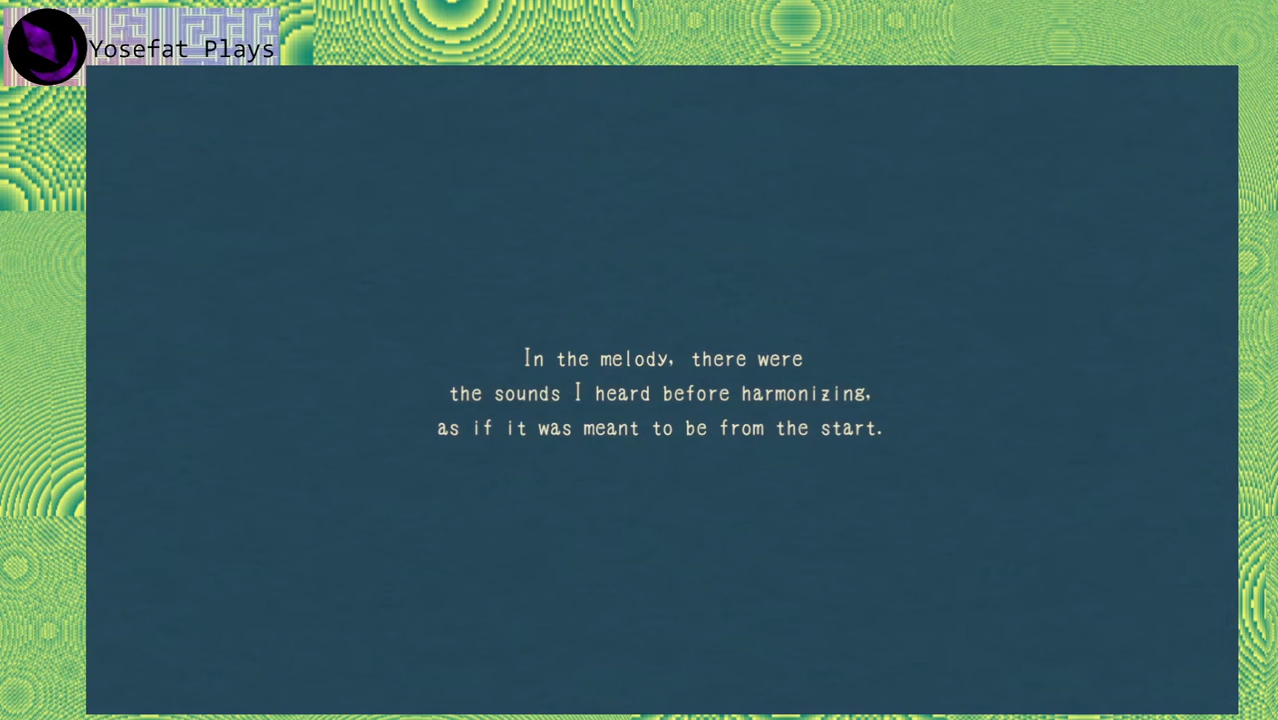 Yosefat Plays
In the melody, there were
the sounds I heard before harmonizing,
as if it was meant to be from the start.